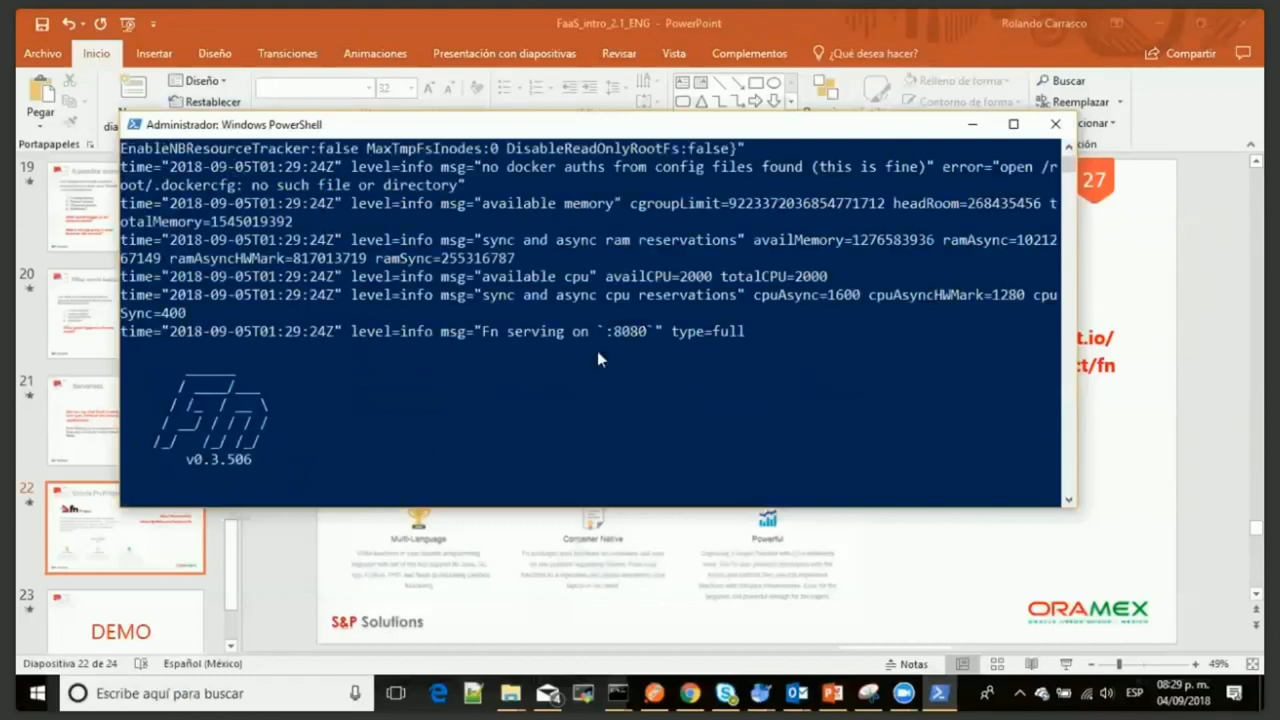 FaaS_intro_2.1_ENG - PowerPoint
Rolando Carrasco
Archivo Inicio Insertar Diseño Transiciones Animaciones Presentación con diapositivas Revisar Vista Complementos ¿Qué desea hacer? Compartir
Pegar
Diseño
Restablecer
32
Relleno de forma
Contorno de forma
Buscar
Reemplazar
Portapapeles
Administrador: Windows PowerShell
EnableNBResourceTracker:false MaxTmpFsInodes:0 DisableReadOnlyRootFs:false}"
time="2018-09-05T01:29:24Z" level=info msg="no docker auths from config files found (this is fine)" error="open /r
oot/.dockercfg: no such file or directory"
time="2018-09-05T01:29:24Z" level=info msg="available memory" cgroupLimit=9223372036854771712 headRoom=268435456 t
otalMemory=1545019392
time="2018-09-05T01:29:24Z" level=info msg="sync and async ram reservations" availMemory=1276583936 ramAsync=10212
67149 ramAsyncHWMark=817013719 ramSync=255316787
time="2018-09-05T01:29:24Z" level=info msg="available cpu" availCPU=2000 totalCPU=2000
time="2018-09-05T01:29:24Z" level=info msg="sync and async cpu reservations" cpuAsync=1600 cpuAsyncHWMark=1280 cpu
Sync=400
time="2018-09-05T01:29:24Z" level=info msg="Fn serving on `:8080`" type=full
v0.3.506
19
20
21
22
23
DEMO
27
t.io/
ct/fn
Multi-Language
Container Native
Powerful
S&P Solutions
ORAMEX
Diapositiva 22 de 24
Español (México)
Notas
49%
Escribe aquí para buscar
ESP
08:29 p. m.
04/09/2018